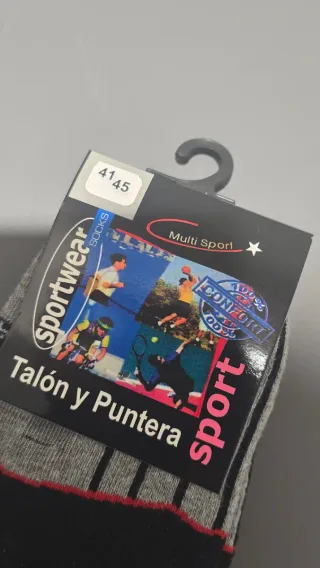 41
45
Multi Sport
sportwear
SOCKS
100%
CONFORT
100%
Talón y Puntera
sport